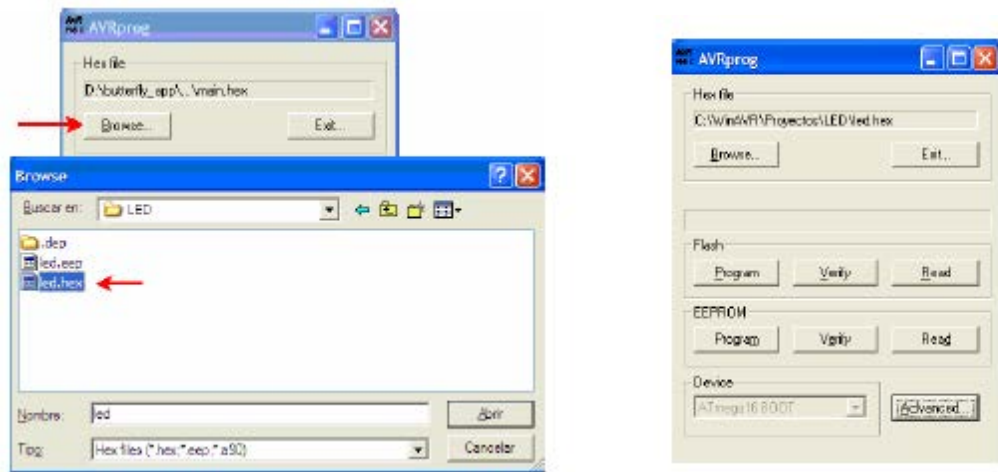 AVRprog
Hex file
D:\butterfly_app\...\main.hex
Browse...
Exit...
Browse
Buscar en:
LED
.dep
led.eep
led.hex
Nombre:
led
Abrir
Tipo:
Hex files (*.hex;*.eep;*.a90)
Cancelar
AVRprog
Hex file
C:\WinAVR\Proyectos\LED\led.hex
Browse...
Exit...
Flash
Program
Verify
Read
EEPROM
Program
Verify
Read
Device
ATmega16 BOOT
Advanced...